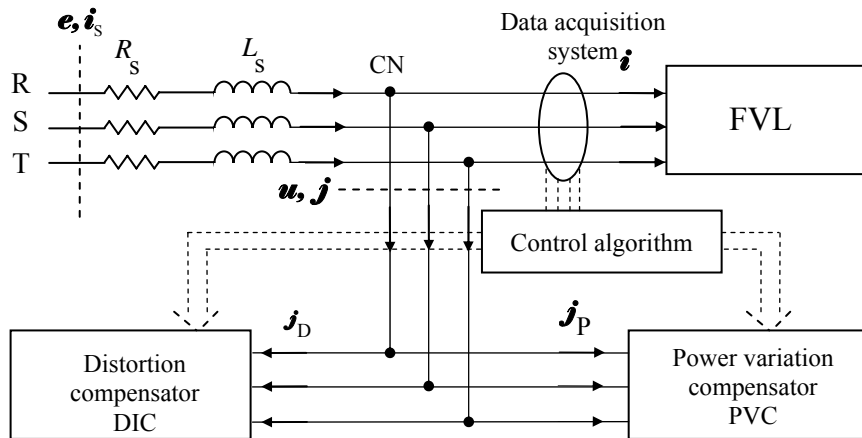 e, i_S
Data acquisition
system
i
R_S
L_S
CN
R
S
T
FVL
u, j
Control algorithm
j_D
j_P
Distortion
compensator
DIC
Power variation
compensator
PVC